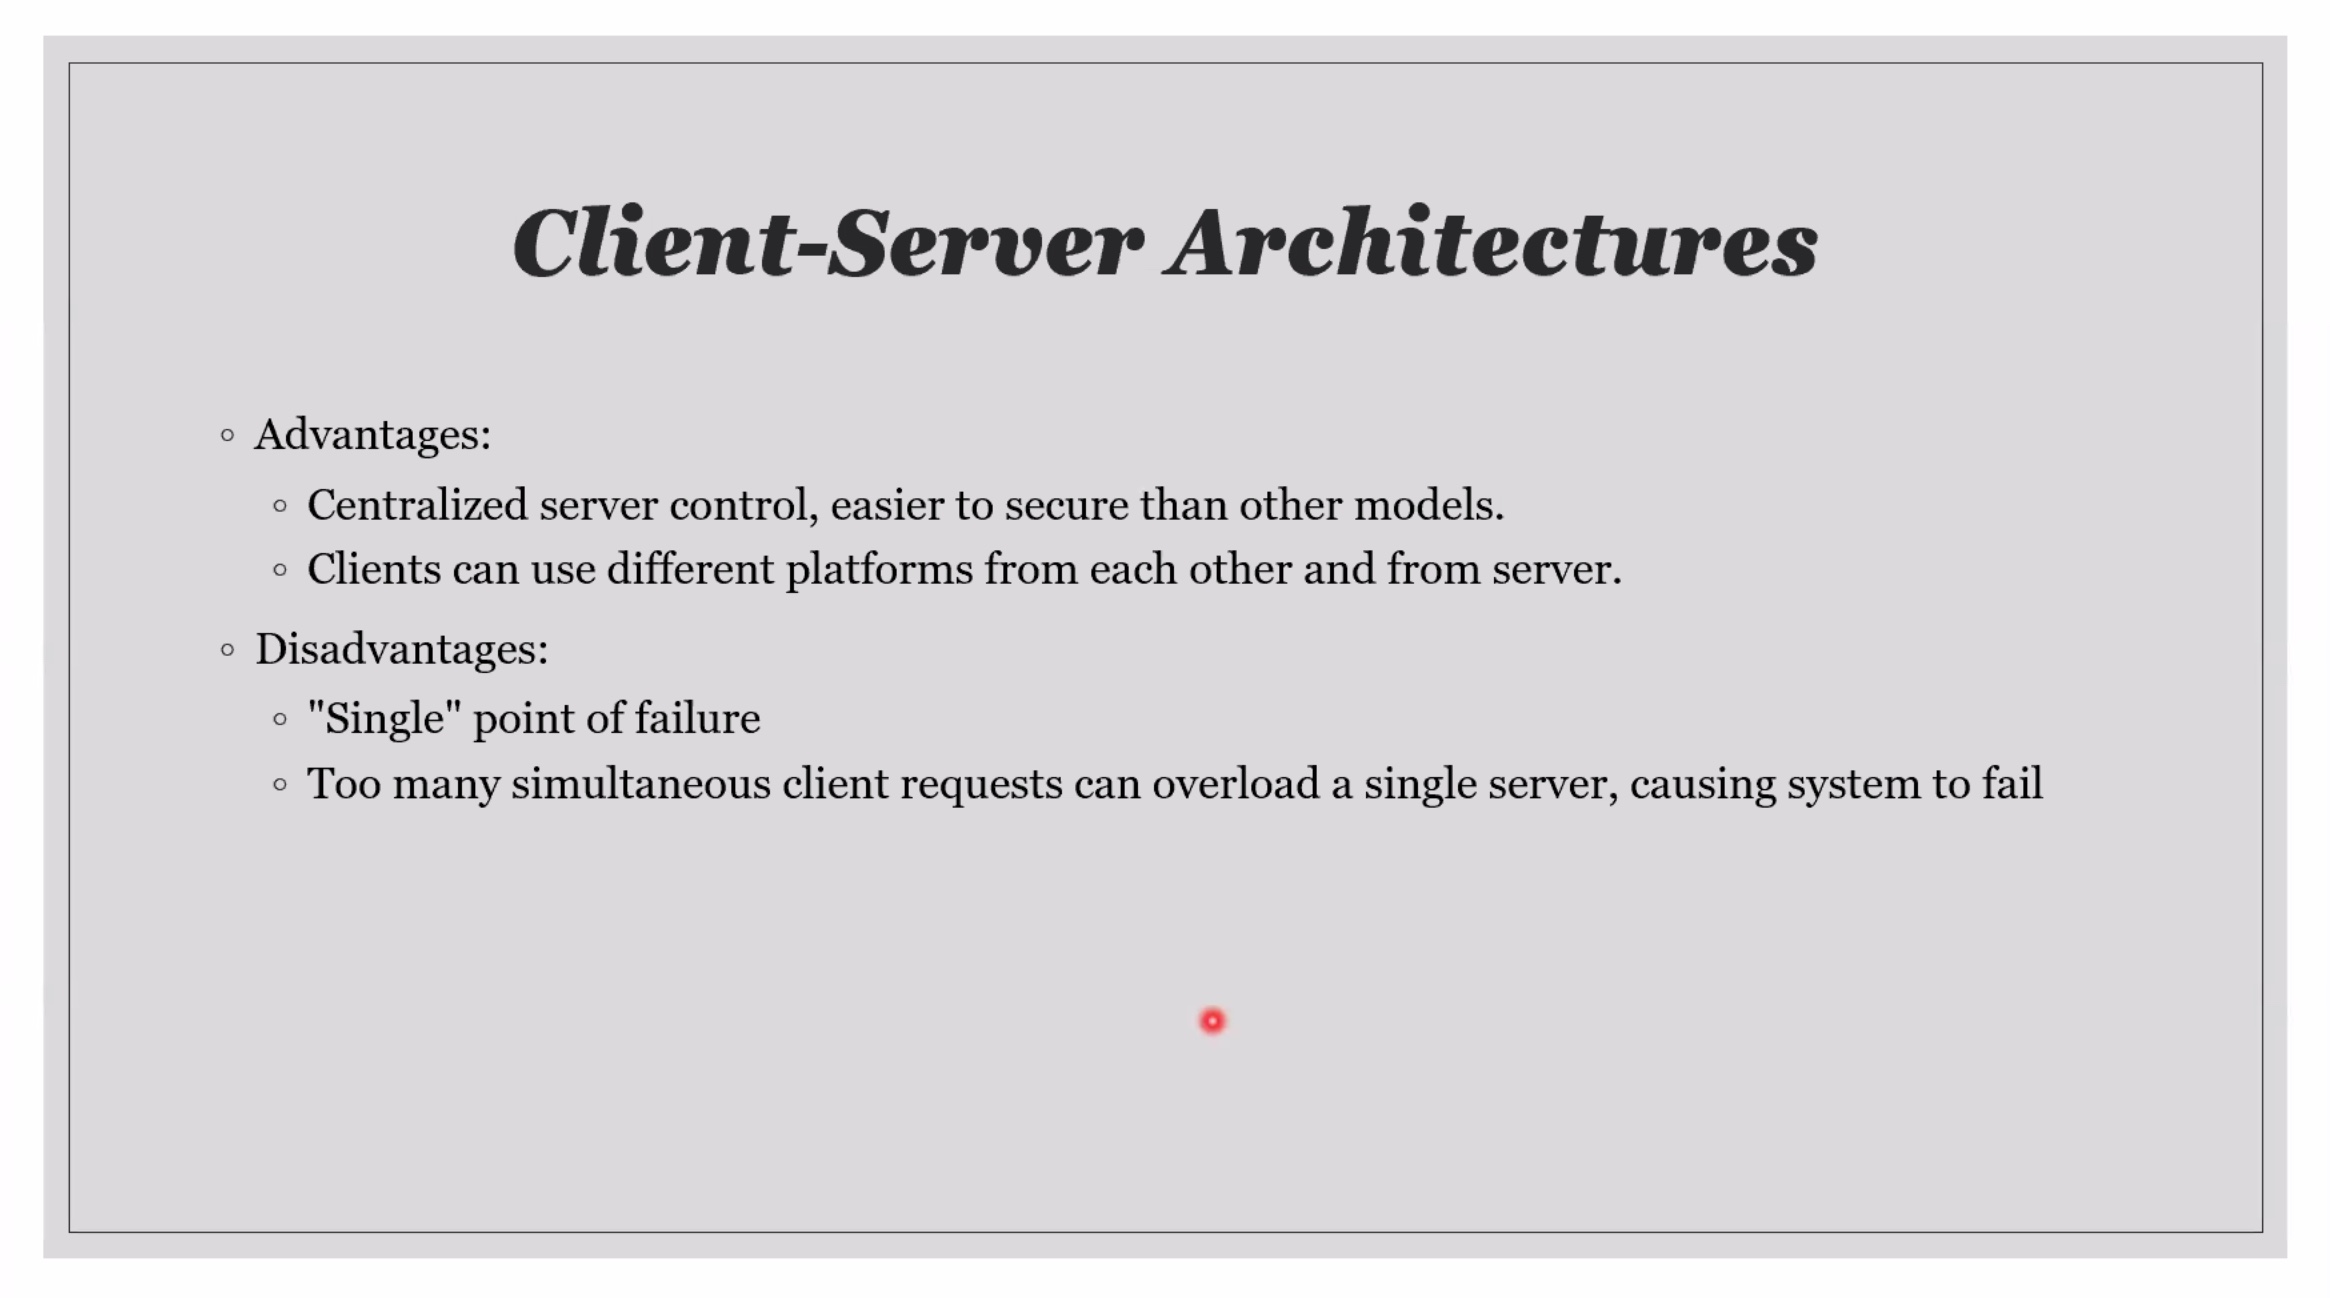 Client-Server Architectures
◦ Advantages:
◦ Centralized server control, easier to secure than other models.
◦ Clients can use different platforms from each other and from server.
◦ Disadvantages:
◦ "Single" point of failure
◦ Too many simultaneous client requests can overload a single server, causing system to fail